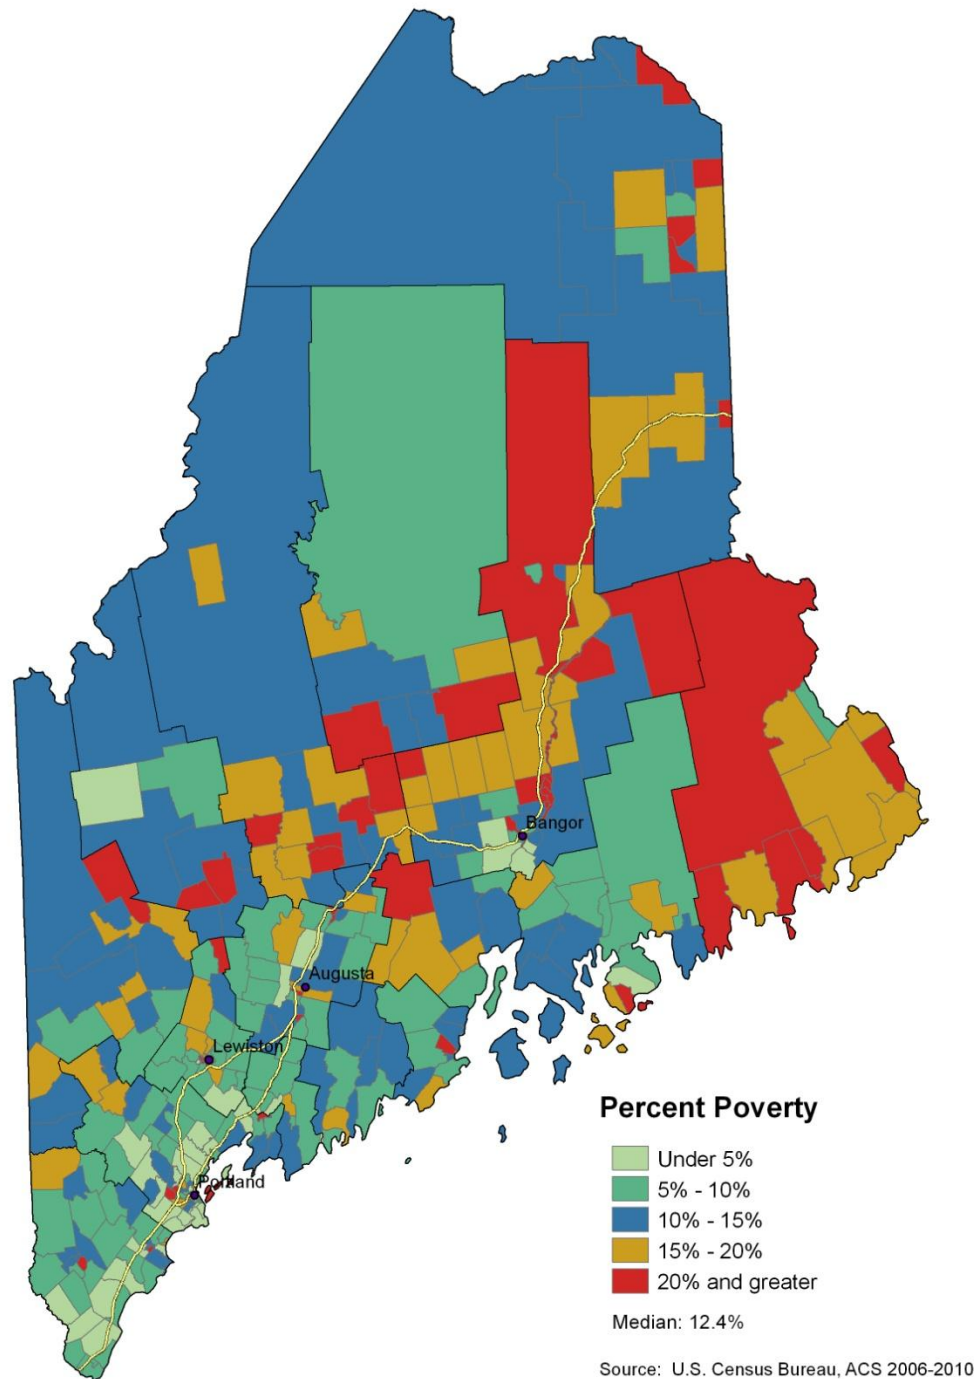 Bangor
Augusta
Lewiston
Portland
Percent Poverty
Under 5%
5% - 10%
10% - 15%
15% - 20%
20% and greater
Median: 12.4%
Source: U.S. Census Bureau, ACS 2006-2010